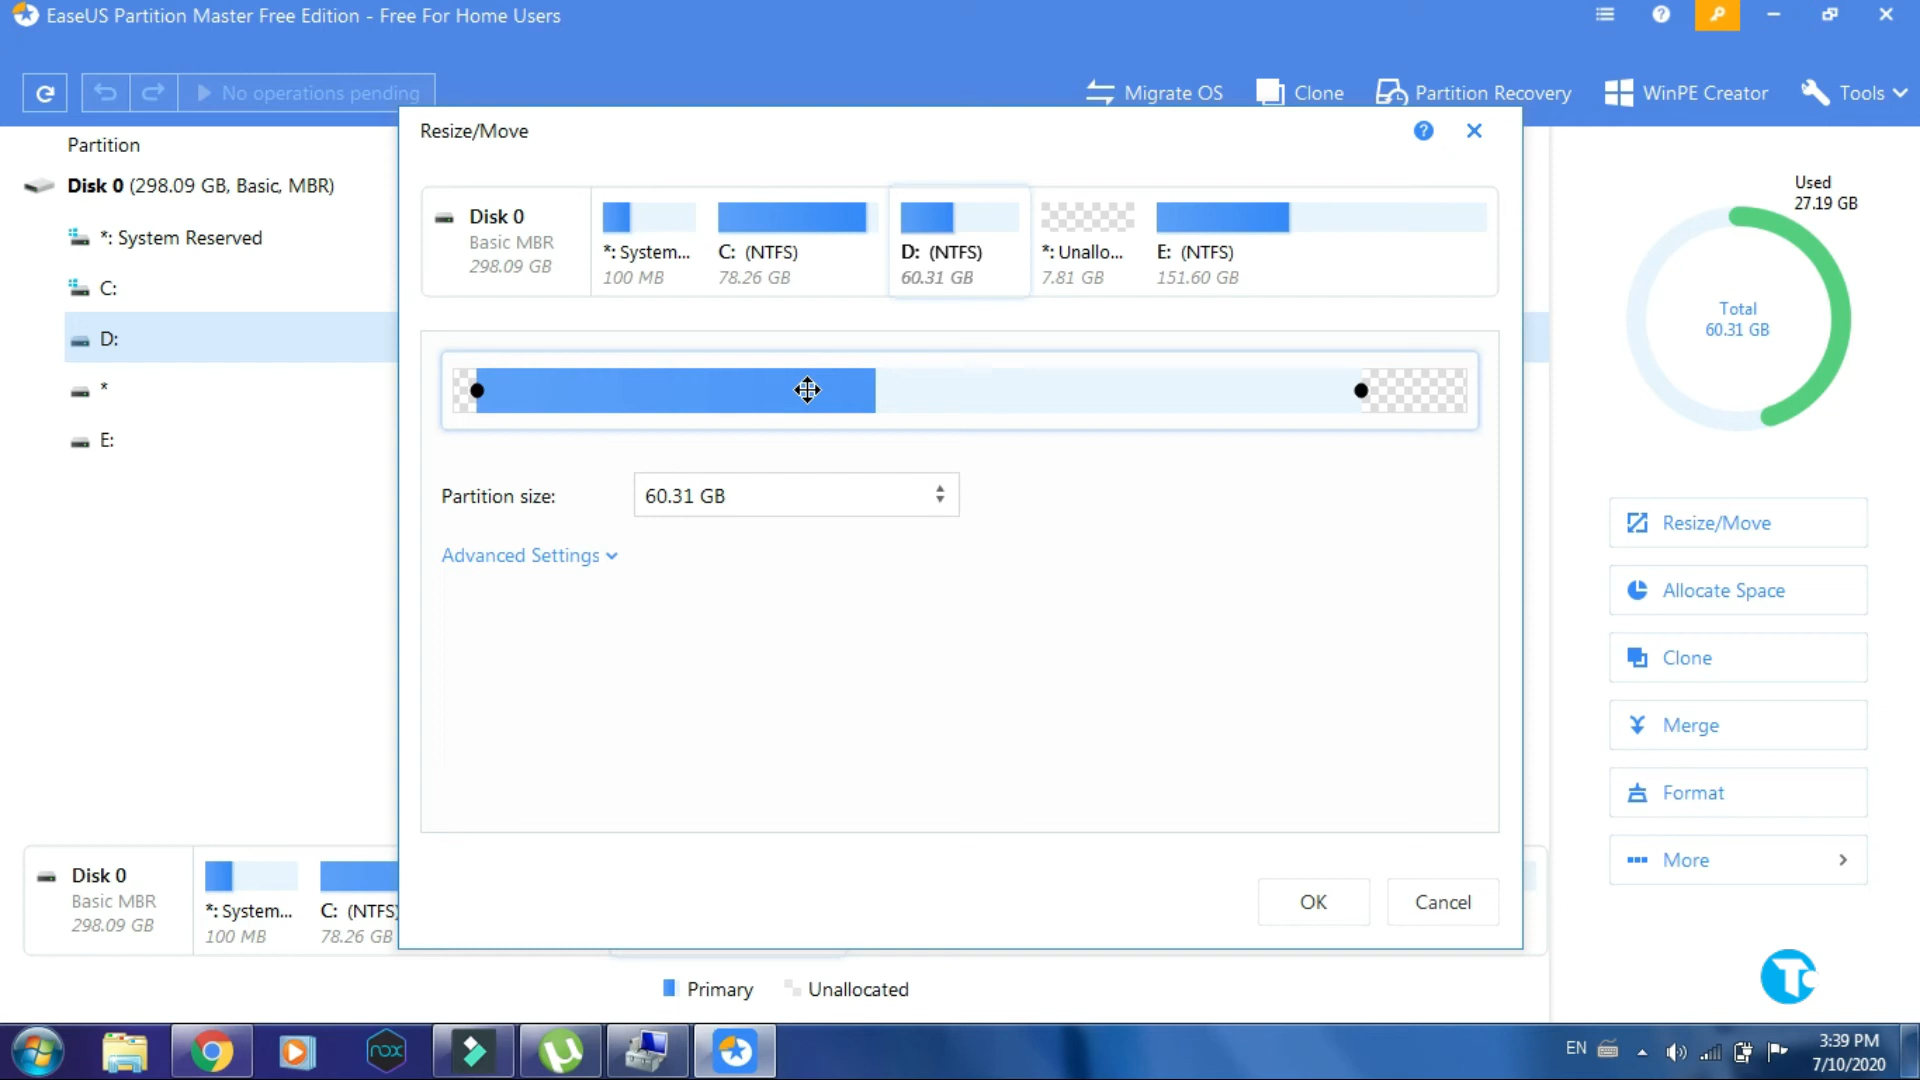 EaseUS Partition Master Free Edition - Free For Home Users
No operations pending
Migrate OS
Clone
Partition Recovery
WinPE Creator
Tools
Partition
Disk 0 (298.09 GB, Basic, MBR)
*: System Reserved
C:
D:
*
E:
Resize/Move
?
Disk 0
Basic MBR
298.09 GB
*: System...
100 MB
C: (NTFS)
78.26 GB
D: (NTFS)
60.31 GB
*: Unallo...
7.81 GB
E: (NTFS)
151.60 GB
Partition size:
60.31 GB
Advanced Settings
OK
Cancel
Used
27.19 GB
Total
60.31 GB
Resize/Move
Allocate Space
Clone
Merge
Format
More
Disk 0
Basic MBR
298.09 GB
*: System...
100 MB
C: (NTFS)
78.26 GB
Primary
Unallocated
Tc
nox
EN
3:39 PM
7/10/2020